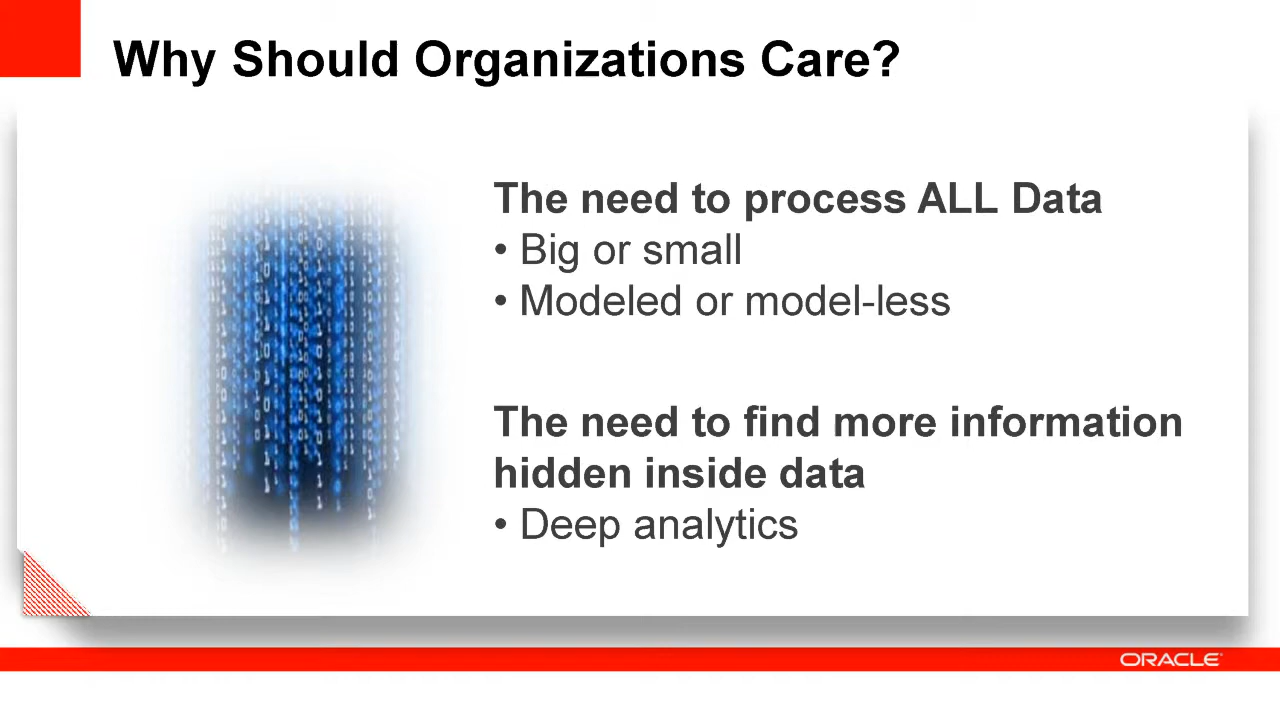 Why Should Organizations Care?
The need to process ALL Data
• Big or small
• Modeled or model-less
The need to find more information
hidden inside data
• Deep analytics
ORACLE